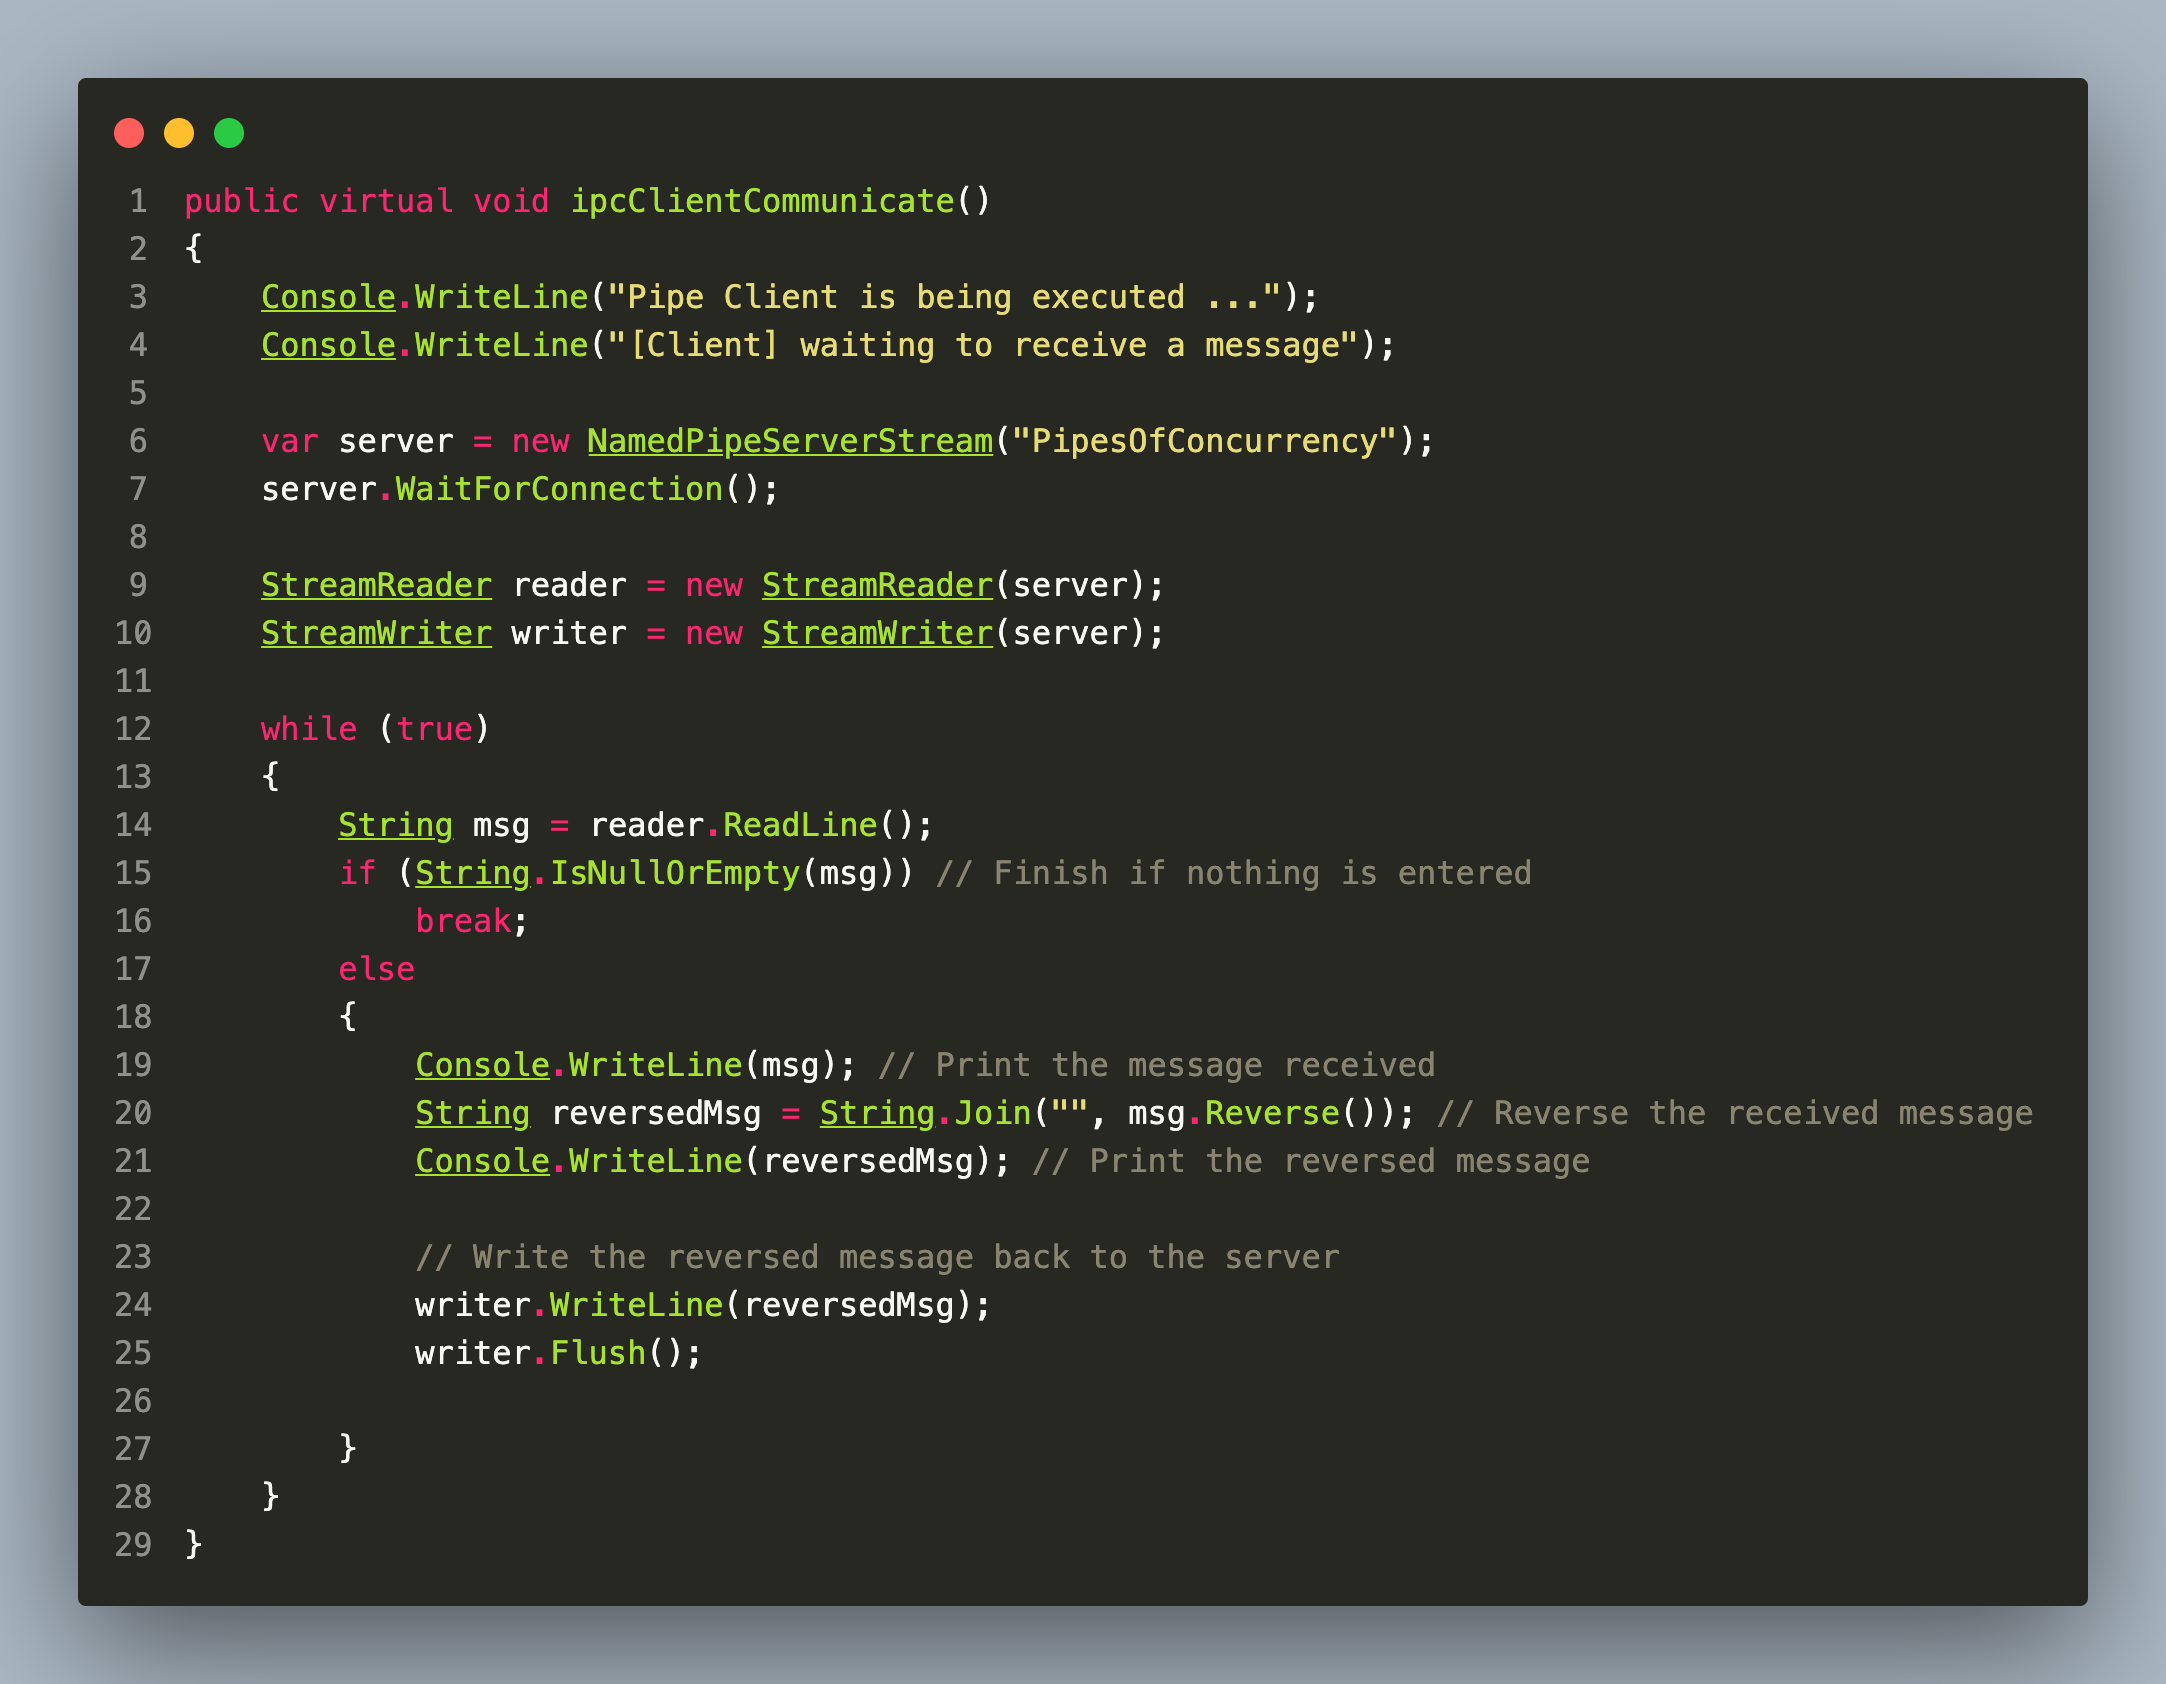 1 public virtual void ipcClientCommunicate()
2 {
3     Console.WriteLine("Pipe Client is being executed ...");
4     Console.WriteLine("[Client] waiting to receive a message");
5
6     var server = new NamedPipeServerStream("PipesOfConcurrency");
7     server.WaitForConnection();
8
9     StreamReader reader = new StreamReader(server);
10     StreamWriter writer = new StreamWriter(server);
11
12     while (true)
13     {
14         String msg = reader.ReadLine();
15         if (String.IsNullOrEmpty(msg)) // Finish if nothing is entered
16             break;
17         else
18         {
19             Console.WriteLine(msg); // Print the message received
20             String reversedMsg = String.Join("", msg.Reverse()); // Reverse the received message
21             Console.WriteLine(reversedMsg); // Print the reversed message
22
23             // Write the reversed message back to the server
24             writer.WriteLine(reversedMsg);
25             writer.Flush();
26
27         }
28     }
29 }